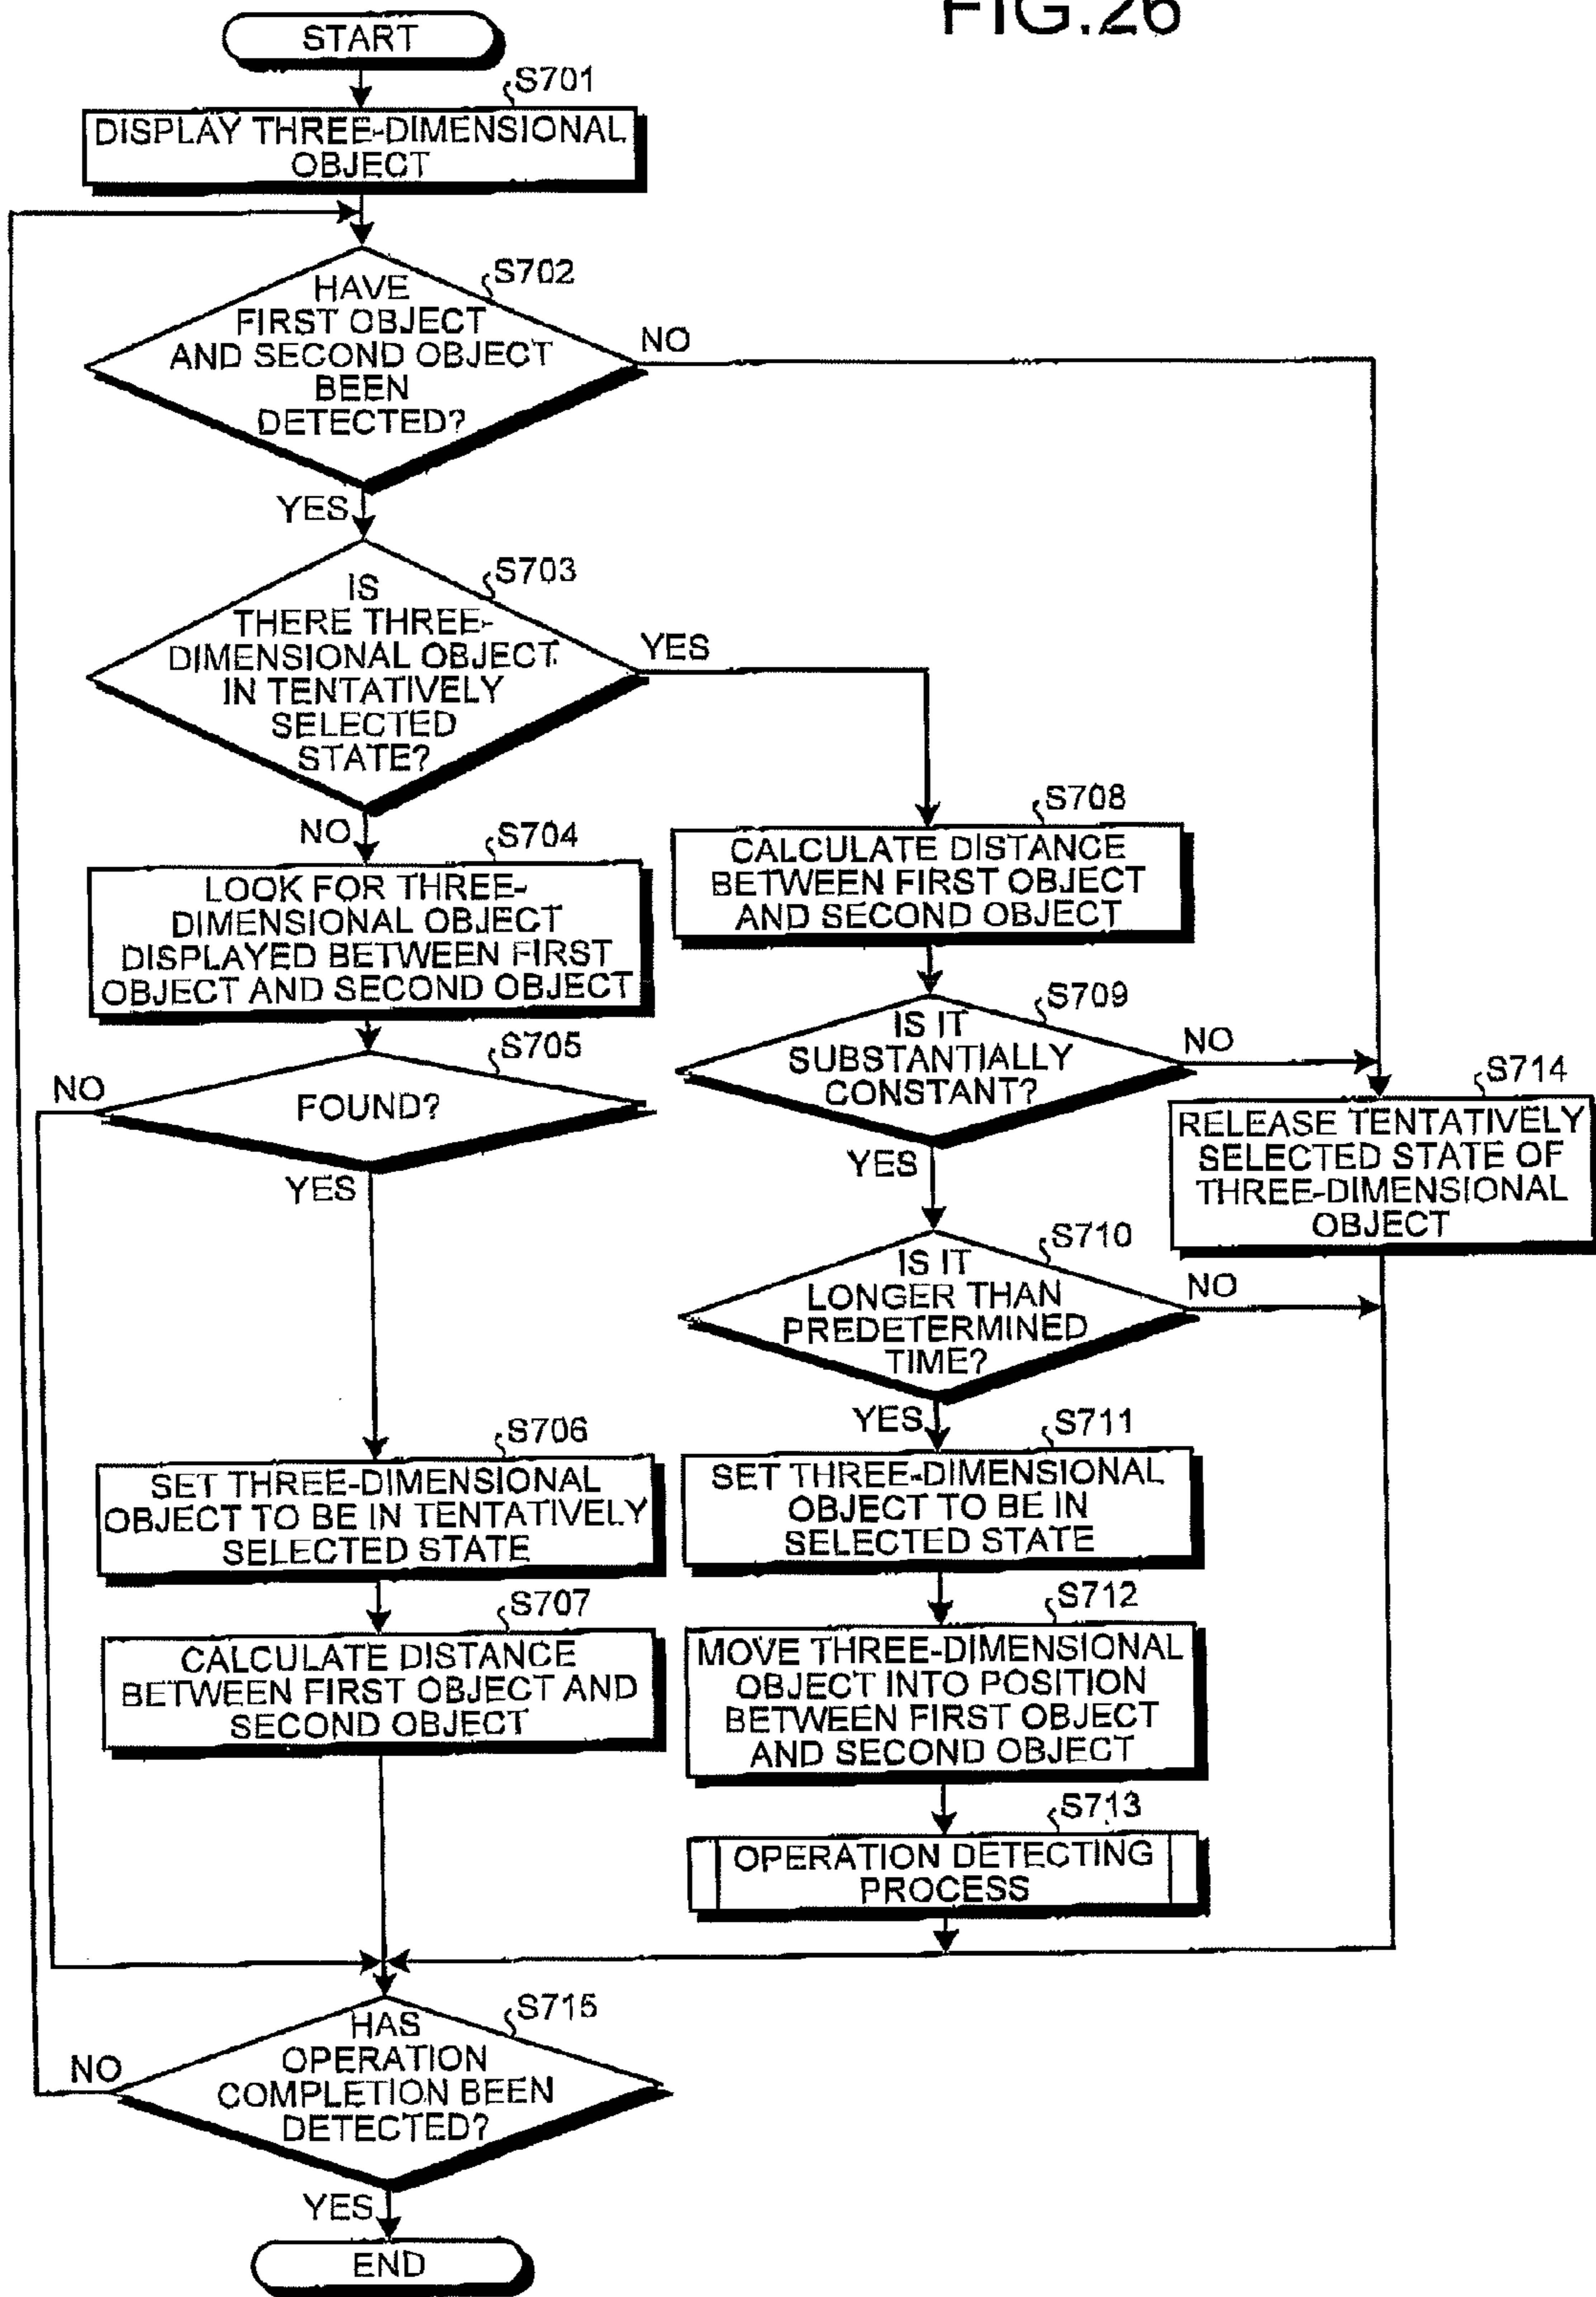 FIG.26
START
S701
DISPLAY THREE-DIMENSIONAL
OBJECT
S702
HAVE
FIRST OBJECT
AND SECOND OBJECT
BEEN
DETECTED?
NO
YES
S703
IS
THERE THREE-
DIMENSIONAL OBJECT
IN TENTATIVELY
SELECTED
STATE?
YES
NO
S704
LOOK FOR THREE-
DIMENSIONAL OBJECT
DISPLAYED BETWEEN FIRST
OBJECT AND SECOND OBJECT
S705
FOUND?
NO
YES
S706
SET THREE-DIMENSIONAL
OBJECT TO BE IN TENTATIVELY
SELECTED STATE
S707
CALCULATE DISTANCE
BETWEEN FIRST OBJECT AND
SECOND OBJECT
S708
CALCULATE DISTANCE
BETWEEN FIRST OBJECT
AND SECOND OBJECT
S709
IS IT
SUBSTANTIALLY
CONSTANT?
NO
YES
S710
IS IT
LONGER THAN
PREDETERMINED
TIME?
NO
YES
S711
SET THREE-DIMENSIONAL
OBJECT TO BE IN
SELECTED STATE
S712
MOVE THREE-DIMENSIONAL
OBJECT INTO POSITION
BETWEEN FIRST OBJECT
AND SECOND OBJECT
S713
OPERATION DETECTING
PROCESS
S714
RELEASE TENTATIVELY
SELECTED STATE OF
THREE-DIMENSIONAL
OBJECT
S715
HAS
OPERATION
COMPLETION BEEN
DETECTED?
NO
YES
END